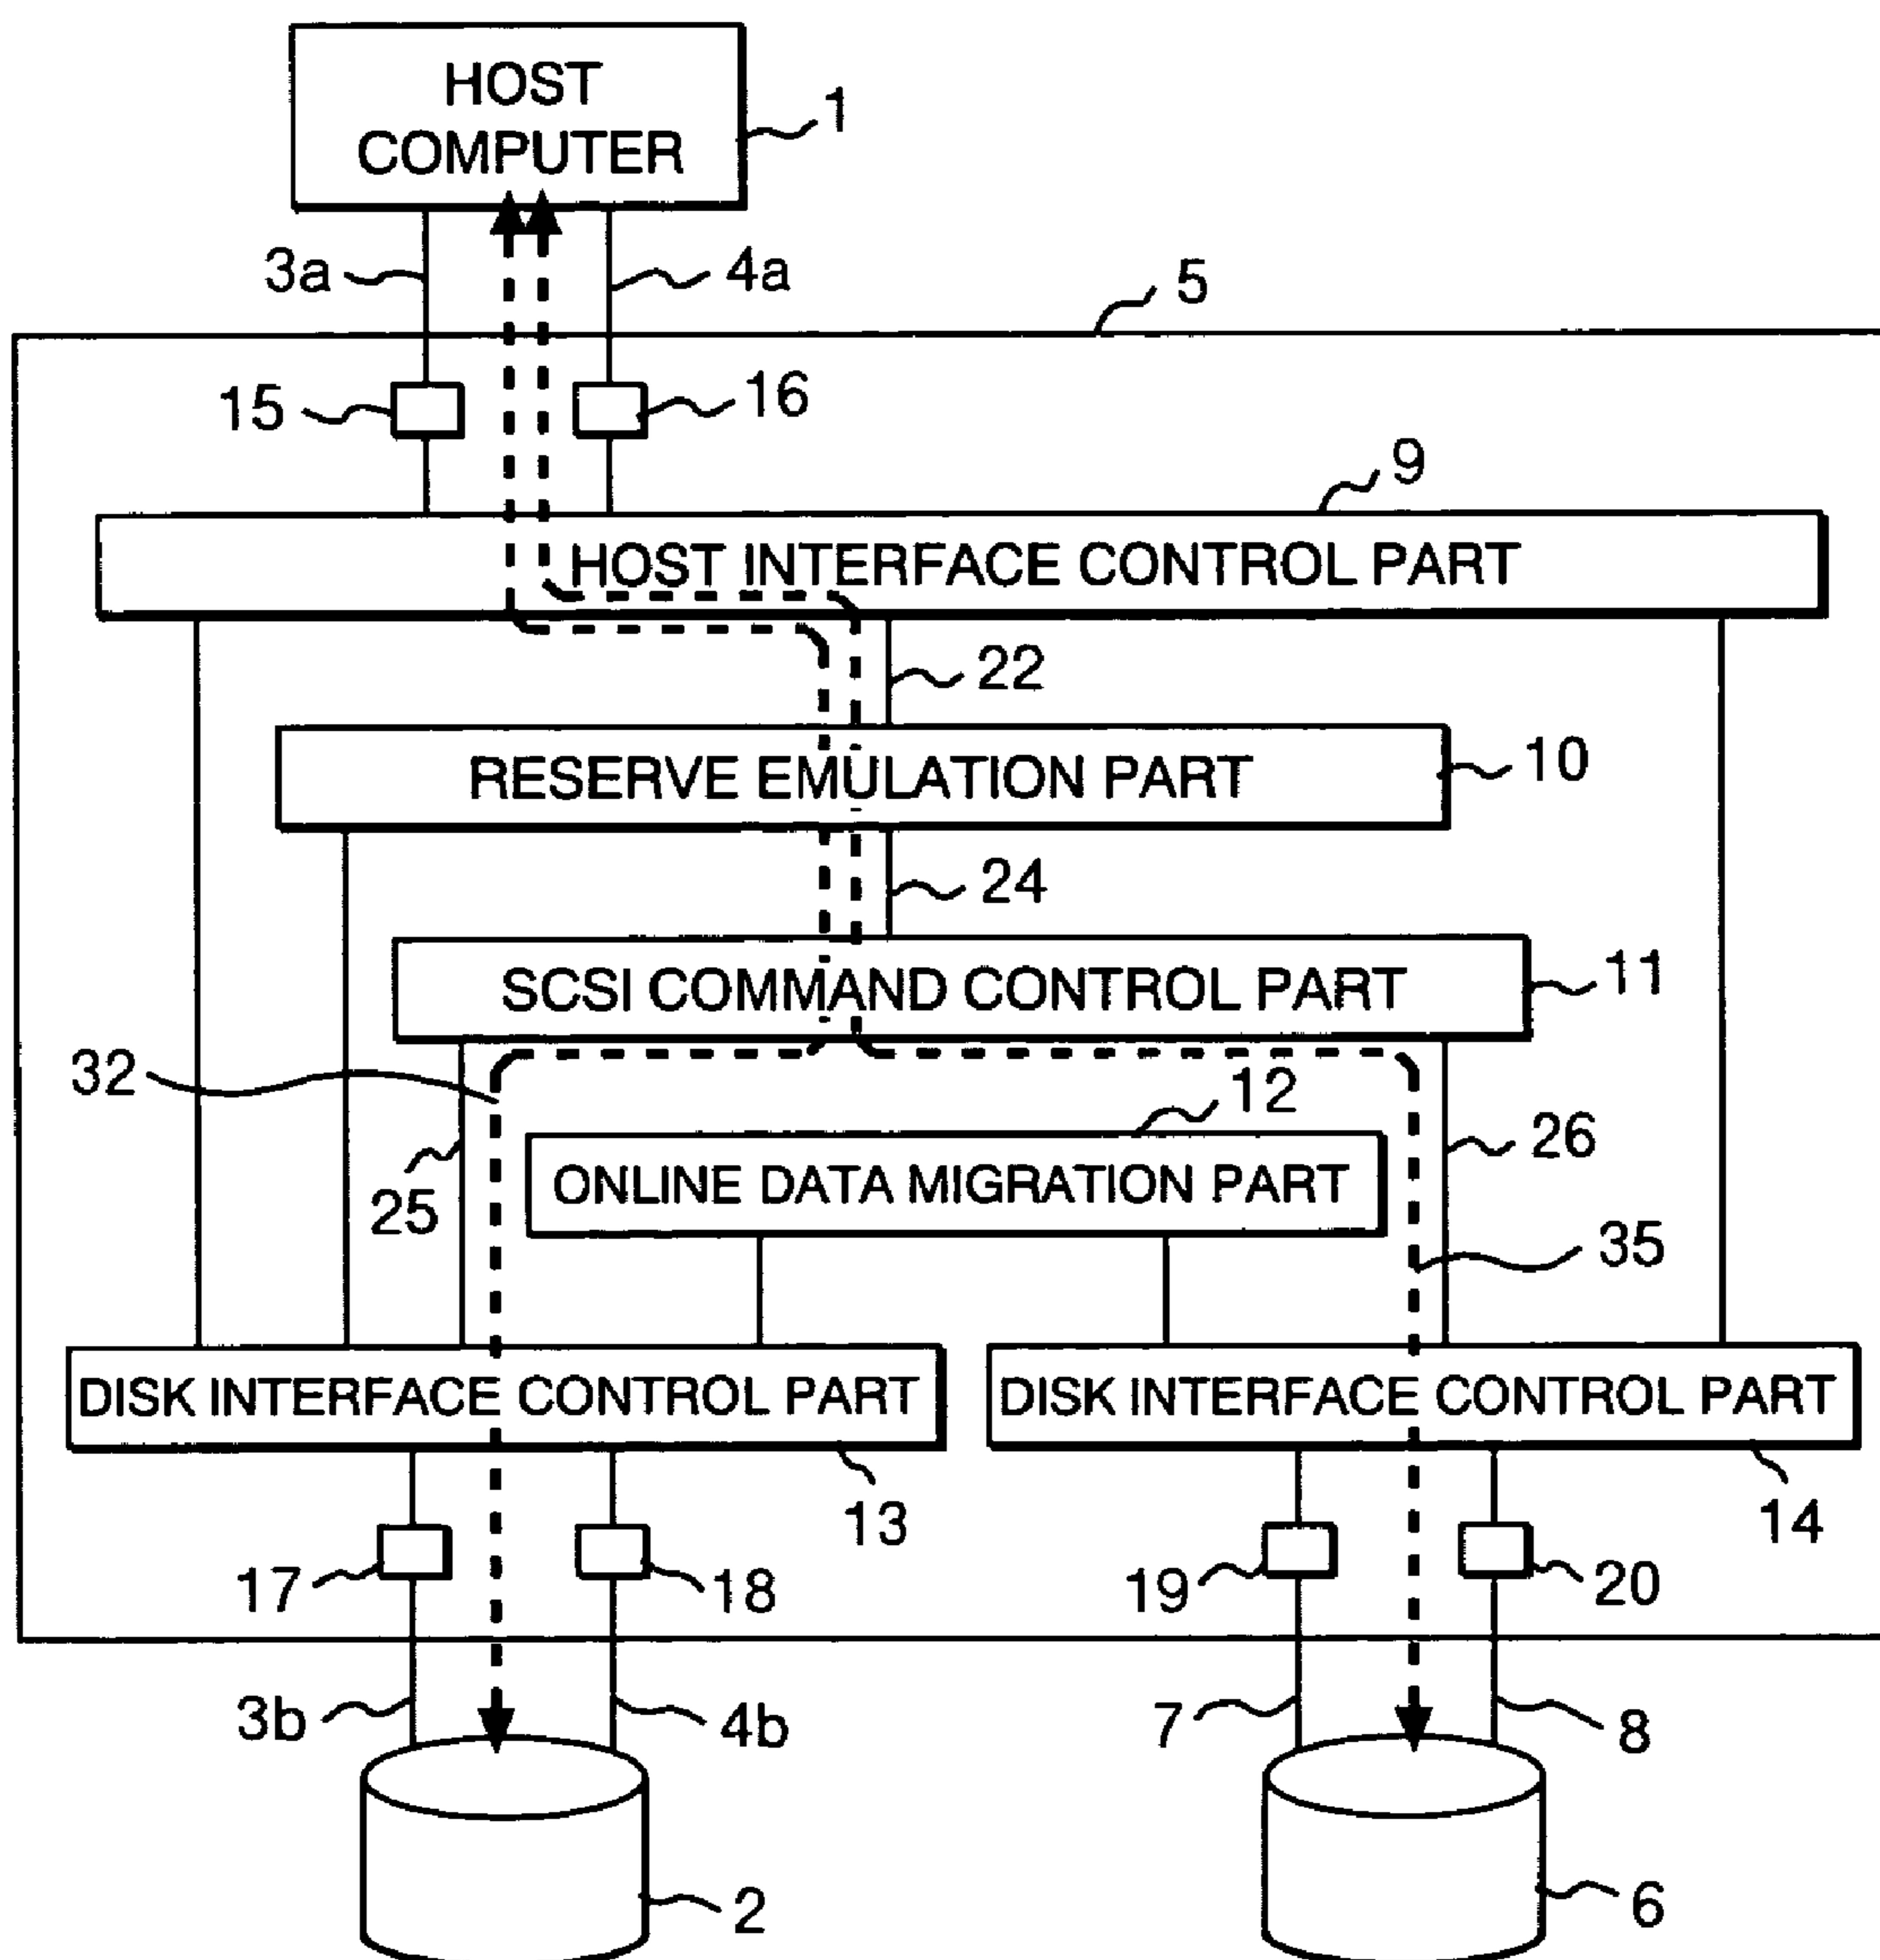 HOST
COMPUTER
1
3a
4a
5
15
16
9
HOST INTERFACE CONTROL PART
22
RESERVE EMULATION PART
10
24
SCSI COMMAND CONTROL PART
11
32
12
25
26
ONLINE DATA MIGRATION PART
35
DISK INTERFACE CONTROL PART
DISK INTERFACE CONTROL PART
13
14
17
18
19
20
3b
4b
7
8
2
6